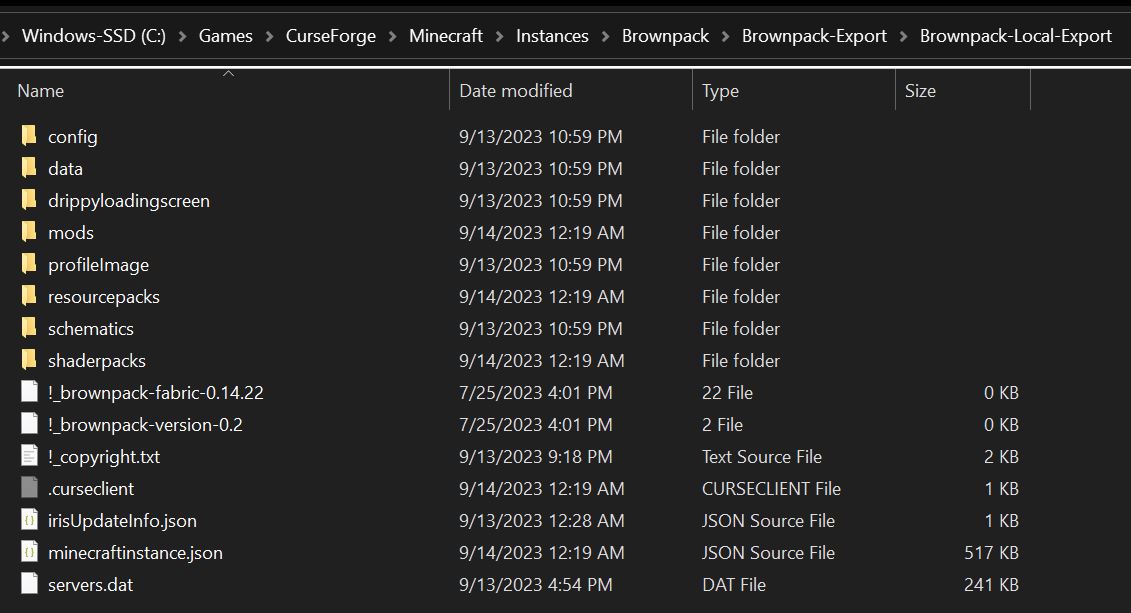 Windows-SSD (C:) > Games > CurseForge > Minecraft > Instances > Brownpack > Brownpack-Export > Brownpack-Local-Export
Name Date modified Type Size
config 9/13/2023 10:59 PM File folder
data 9/13/2023 10:59 PM File folder
drippyloadingscreen 9/13/2023 10:59 PM File folder
mods 9/14/2023 12:19 AM File folder
profileImage 9/13/2023 10:59 PM File folder
resourcepacks 9/14/2023 12:19 AM File folder
schematics 9/13/2023 10:59 PM File folder
shaderpacks 9/14/2023 12:19 AM File folder
!_brownpack-fabric-0.14.22 7/25/2023 4:01 PM 22 File 0 KB
!_brownpack-version-0.2 7/25/2023 4:01 PM 2 File 0 KB
!_copyright.txt 9/13/2023 9:18 PM Text Source File 2 KB
.curseclient 9/14/2023 12:19 AM CURSECLIENT File 1 KB
irisUpdateInfo.json 9/13/2023 12:28 AM JSON Source File 1 KB
minecraftinstance.json 9/14/2023 12:19 AM JSON Source File 517 KB
servers.dat 9/13/2023 4:54 PM DAT File 241 KB